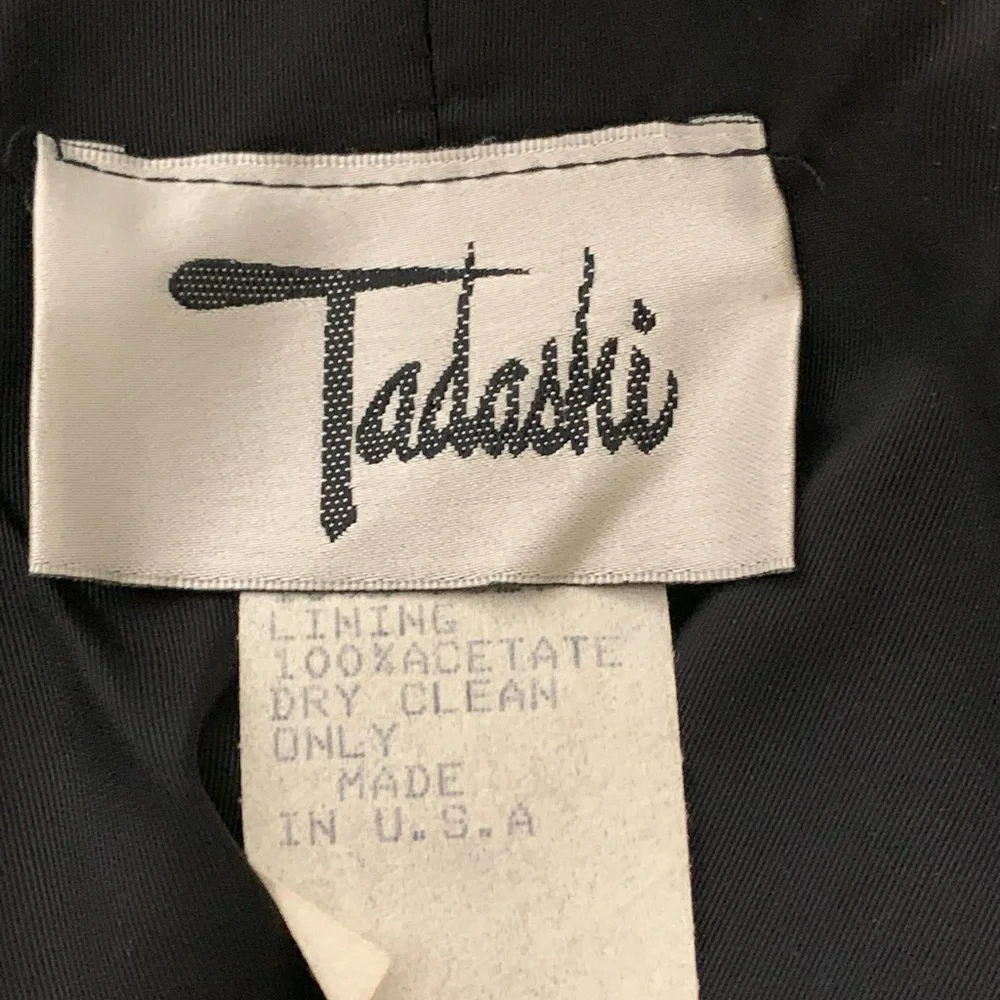 Tadashi
LINING
100%ACETATE
DRY CLEAN
ONLY
MADE
IN U.S.A